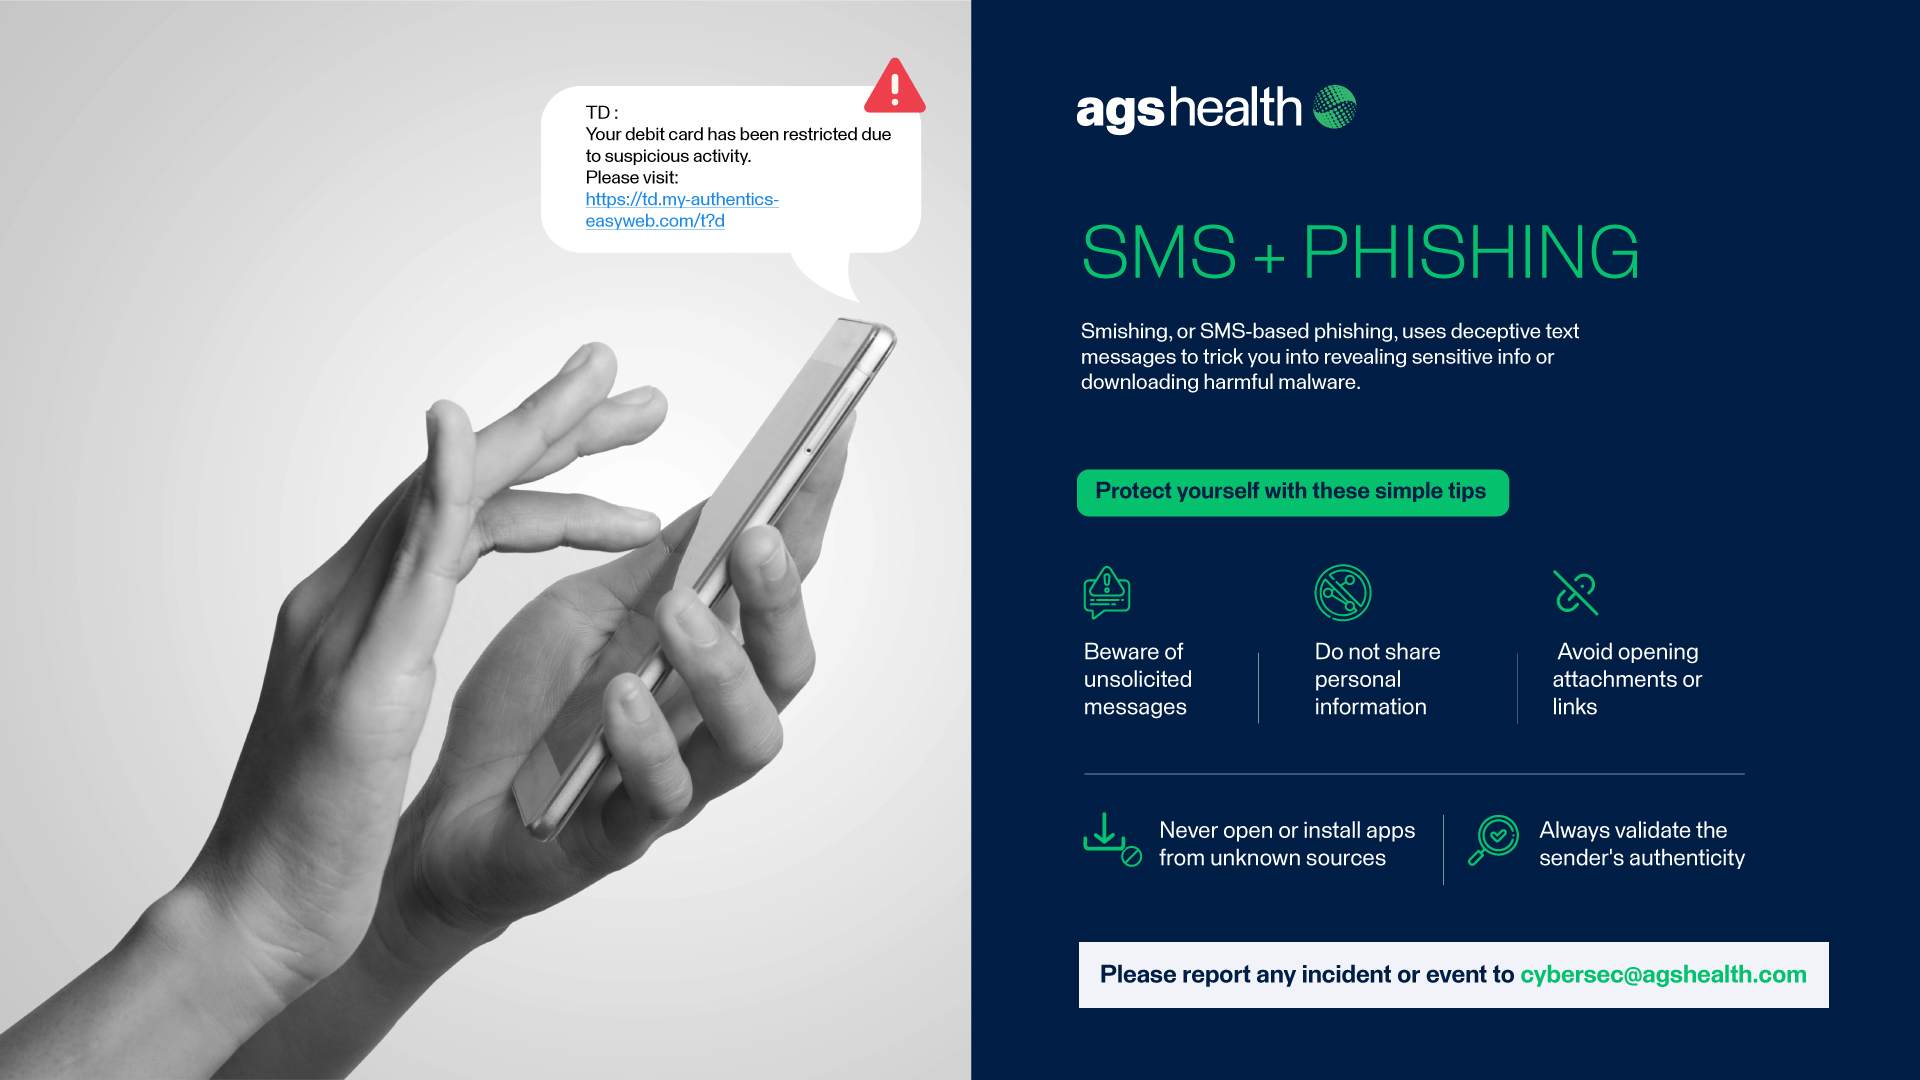 TD :
Your debit card has been restricted due
to suspicious activity.
Please visit:
https://td.my-authentics-
easyweb.com/t?d
agshealth
SMS + PHISHING
Smishing, or SMS-based phishing, uses deceptive text
messages to trick you into revealing sensitive info or
downloading harmful malware.
Protect yourself with these simple tips
Beware of
unsolicited
messages
Do not share
personal
information
Avoid opening
attachments or
links
Never open or install apps
from unknown sources
Always validate the
sender's authenticity
Please report any incident or event to cybersec@agshealth.com